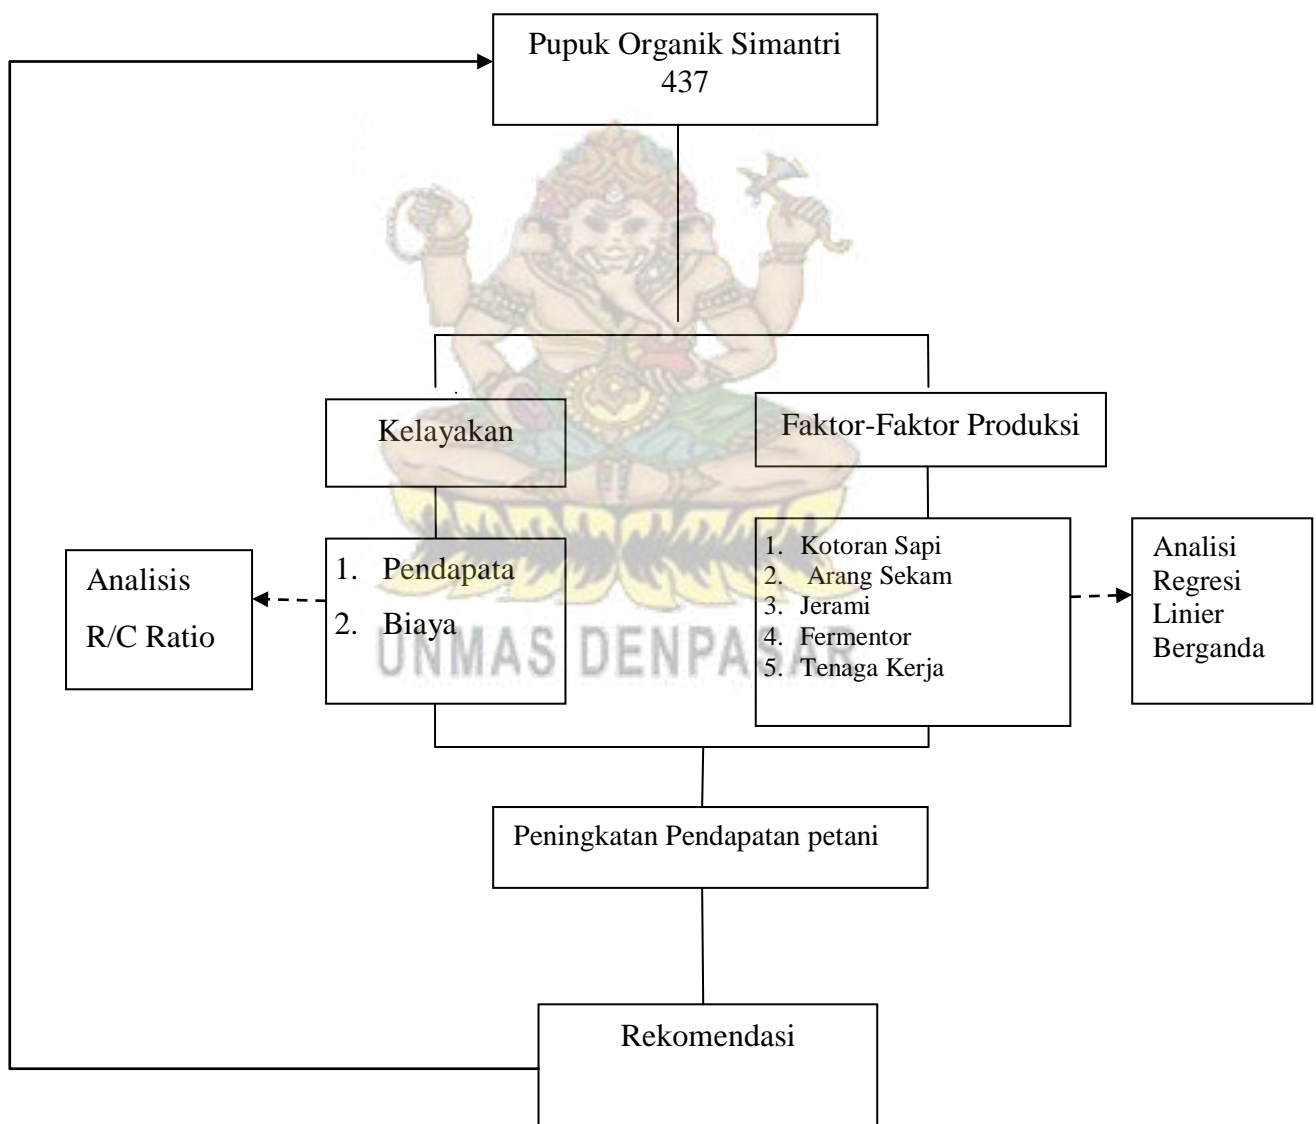 Pupuk Organik Simantri
437
Kelayakan
Faktor-Faktor Produksi
Analisis
R/C Ratio
1. Pendapata
2. Biaya
1. Kotoran Sapi
2. Arang Sekam
3. Jerami
4. Fermentor
5. Tenaga Kerja
Analisi
Regresi
Linier
Berganda
UNMAS DENPASAR
Peningkatan Pendapatan petani
Rekomendasi